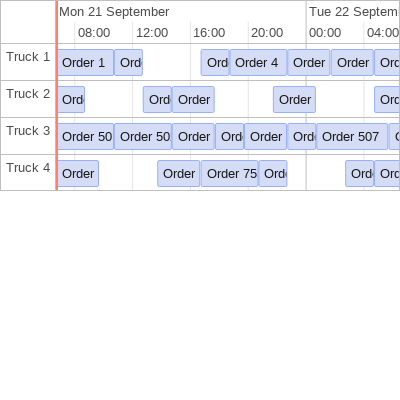 Mon 21 September Tue 22 Septem
08:00 12:00 16:00 20:00 00:00 04:00
Truck 1 Order 1 Ord Ord Order 4 Order Order Ord
Truck 2 Ord Ord Order Order Ord
Truck 3 Order 50 Order 50 Order Ord Order Ord Order 507
Truck 4 Order Order Order 75 Ord Ord Ord